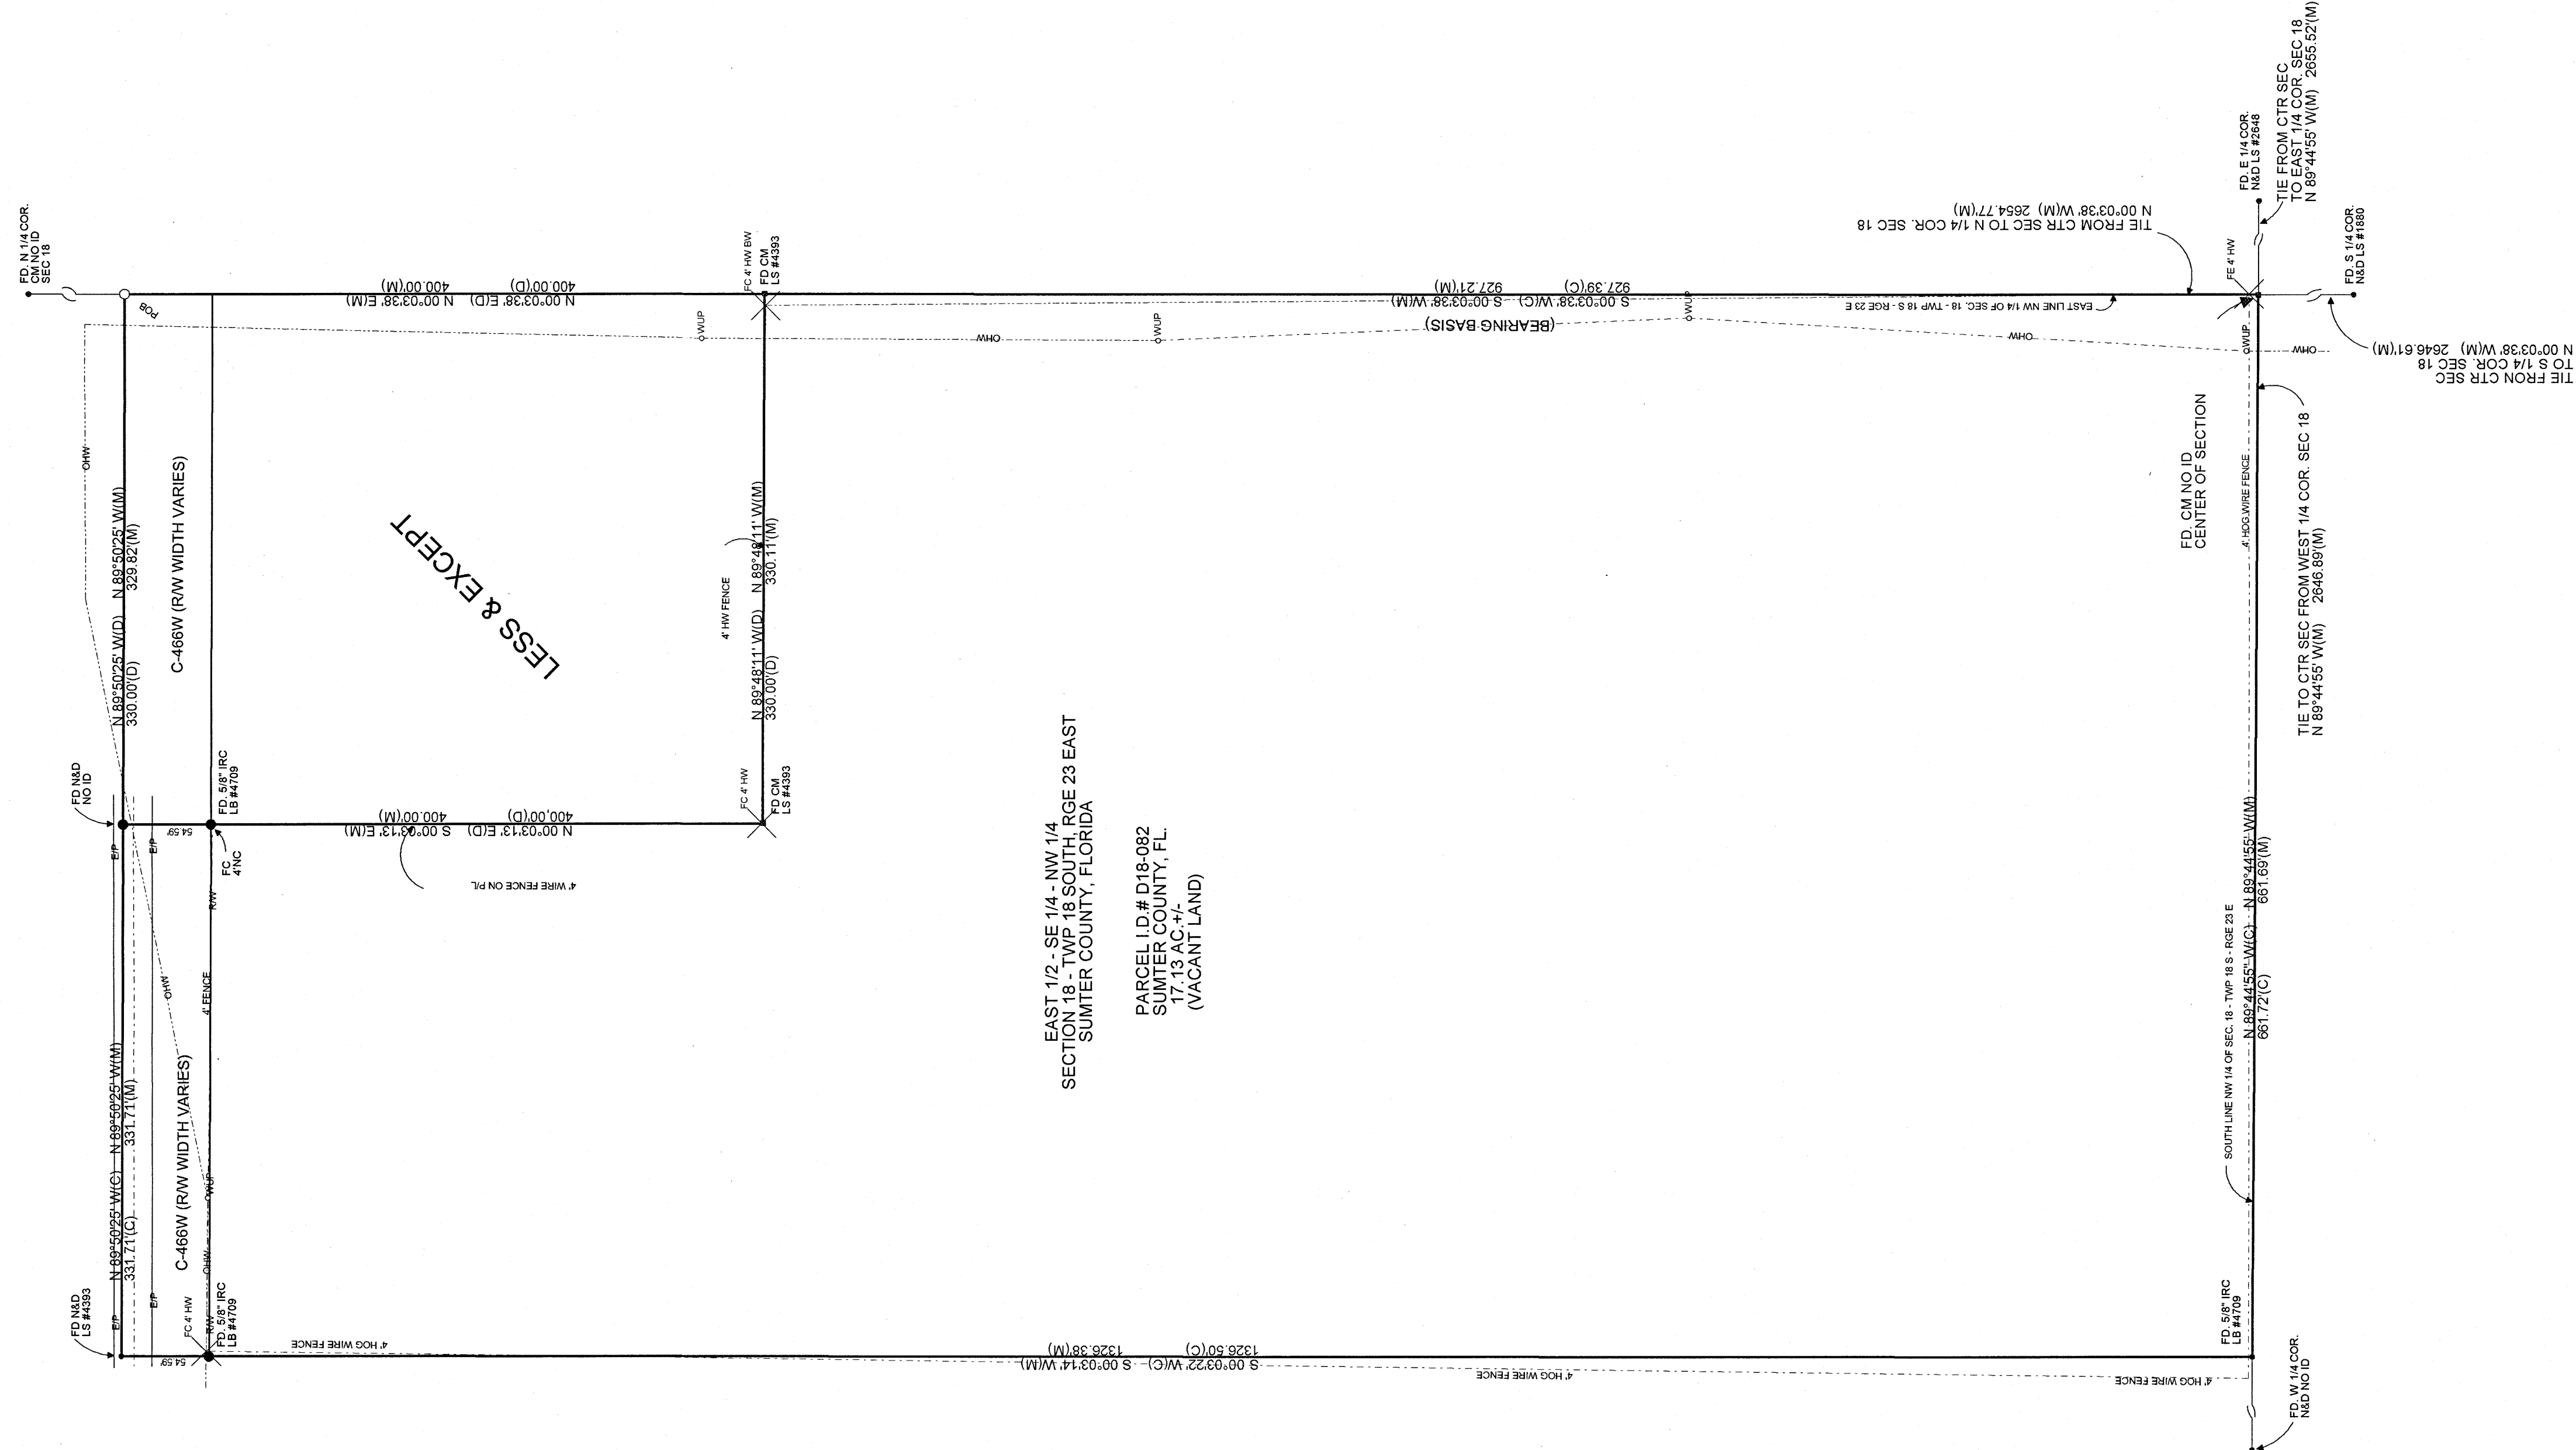 FD. N 1/4 COR.
CM NO ID
SEC 18
POB
N 00°03'38' E(D) N 00°03'38' E(M)
400.00'(D) 400.00'(M)
FC 4' HW BW
FD CM
LS #4393
S 00°03'38' W(C) S 00°03'38' W(M)
927.39'(C) 927.21'(M)
(BEARING BASIS)
EAST LINE NW 1/4 OF SEC. 18 - TWP 18 S - RGE 23 E
TIE FROM CTR SEC TO N 1/4 COR. SEC 18
N 00°03'38' W(M) 2654.77'(M)
FE 4' HW
FD. E 1/4 COR.
N&D LS #2648
TIE FROM CTR SEC
TO EAST 1/4 COR. SEC 18
N 89°44'55' W(M) 2655.52'(M)
FD. S 1/4 COR.
N&D LS #1880
TIE FRON CTR SEC
TO S 1/4 COR. SEC 18
N 00°03'38' W(M) 2646.61'(M)
OHW
WUP
WUP
OHW
WUP
OHW
WUP
OHW
OHW
C-466W (R/W WIDTH VARIES)
N 89°50'25' W(D) N 89°50'25' W(M)
330.00'(D) 329.82'(M)
LESS & EXCEPT
4' HW FENCE
N 89°48'11' W(D) N 89°48'11' W(M)
330.00'(D) 330.11'(M)
FD. CM NO ID
CENTER OF SECTION
4' HOG WIRE FENCE
TIE TO CTR SEC FROM WEST 1/4 COR. SEC 18
N 89°44'55' W(M) 2646.89'(M)
FD N&D
NO ID
54.59'
FD. 5/8" IRC
LB #4709
FC
4'NC
E/P
E/P
R/W
N 00°03'13' E(D) S 00°03'13' E(M)
400.00'(D) 400.00'(M)
4' WIRE FENCE ON P/L
FC 4' HW
FD CM
LS #4393
EAST 1/2 - SE 1/4 - NW 1/4
SECTION 18 - TWP 18 SOUTH, RGE 23 EAST
SUMTER COUNTY, FLORIDA
PARCEL I.D.# D18-082
SUMTER COUNTY, FL.
17.13 AC.+/-
(VACANT LAND)
SOUTH LINE NW 1/4 OF SEC. 18 - TWP 18 S - RGE 23 E
N 89°44'55" W(C) N 89°44'55' W(M)
661.72'(C) 661.69'(M)
OHW
4' FENCE
N 89°50'25' W(C) N 89°50'25' W(M)
331.71'(C) 331.71'(M)
C-466W (R/W WIDTH VARIES)
WUP
OHW
FD N&D
LS #4393
E/P
E/P
54.59'
FC 4' HW
R/W
FD. 5/8" IRC
LB #4709
4' HOG WIRE FENCE
S 00°03'22' W(C) S 00°03'14' W(M)
1326.50'(C) 1326.38'(M)
4' HOG WIRE FENCE
4' HOG WIRE FENCE
FD. 5/8" IRC
LB #4709
FD. W 1/4 COR.
N&D NO ID